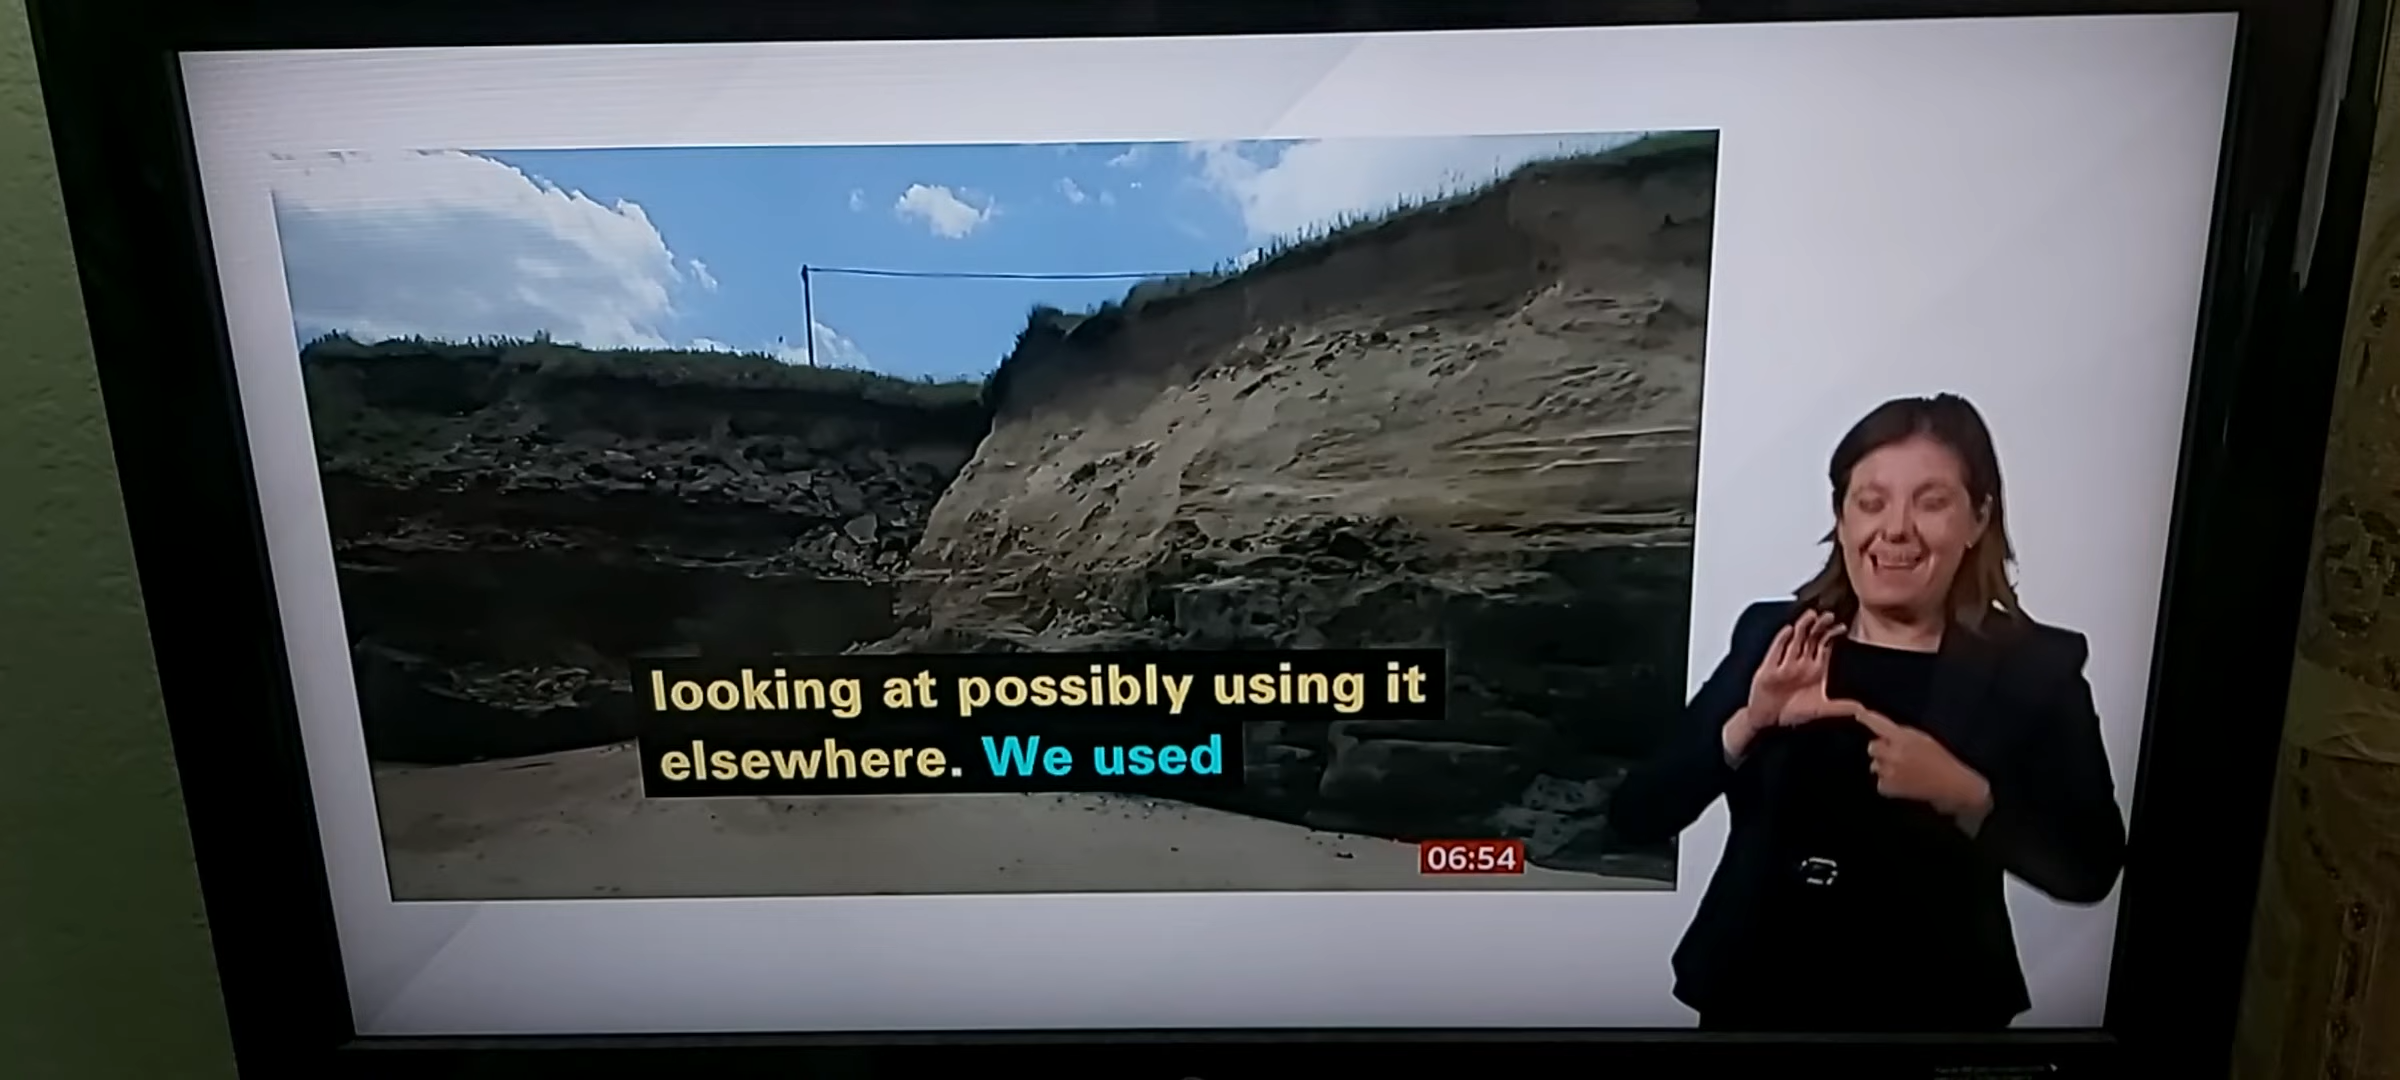 looking at possibly using it
elsewhere. We used
06:54